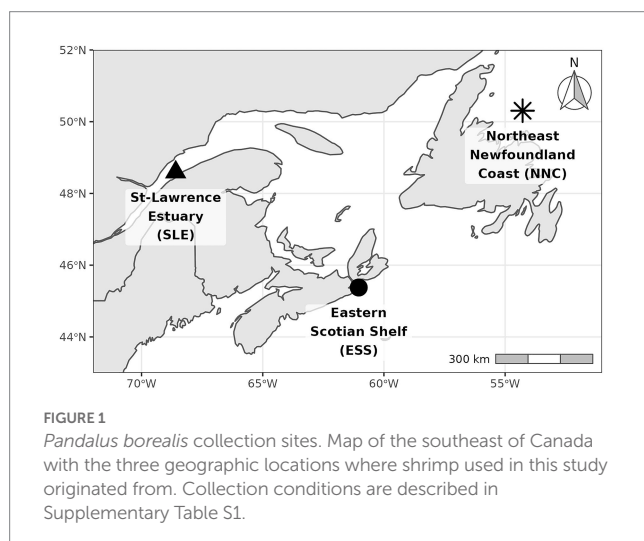 52°N
50°N
48°N
46°N
44°N
N
Northeast
Newfoundland
Coast (NNC)
St-Lawrence
Estuary
(SLE)
Eastern
Scotian Shelf
(ESS)
300 km
70°W
65°W
60°W
55°W
FIGURE 1
Pandalus borealis collection sites. Map of the southeast of Canada
with the three geographic locations where shrimp used in this study
originated from. Collection conditions are described in
Supplementary Table S1.